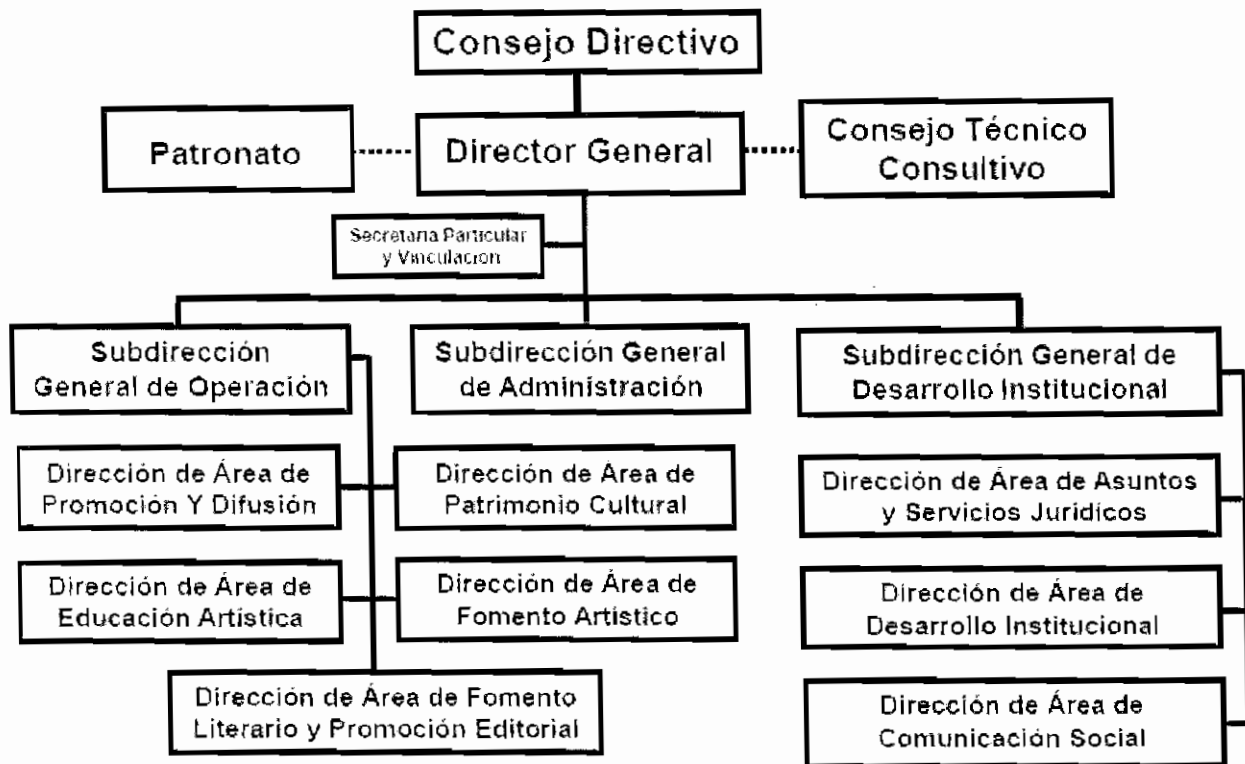 Consejo Directivo
Patronato
Director General
Consejo Técnico
Consultivo
Secretaria Particular
y Vinculacion
Subdirección
General de Operación
Subdirección General
de Administración
Subdirección General de
Desarrollo Institucional
Dirección de Área de
Promoción Y Difusión
Dirección de Área de
Patrimonio Cultural
Dirección de Área de Asuntos
y Servicios Jurídicos
Dirección de Área de
Educación Artística
Dirección de Área de
Fomento Artístico
Dirección de Área de
Desarrollo Institucional
Dirección de Área de Fomento
Literario y Promoción Editorial
Dirección de Área de
Comunicación Social